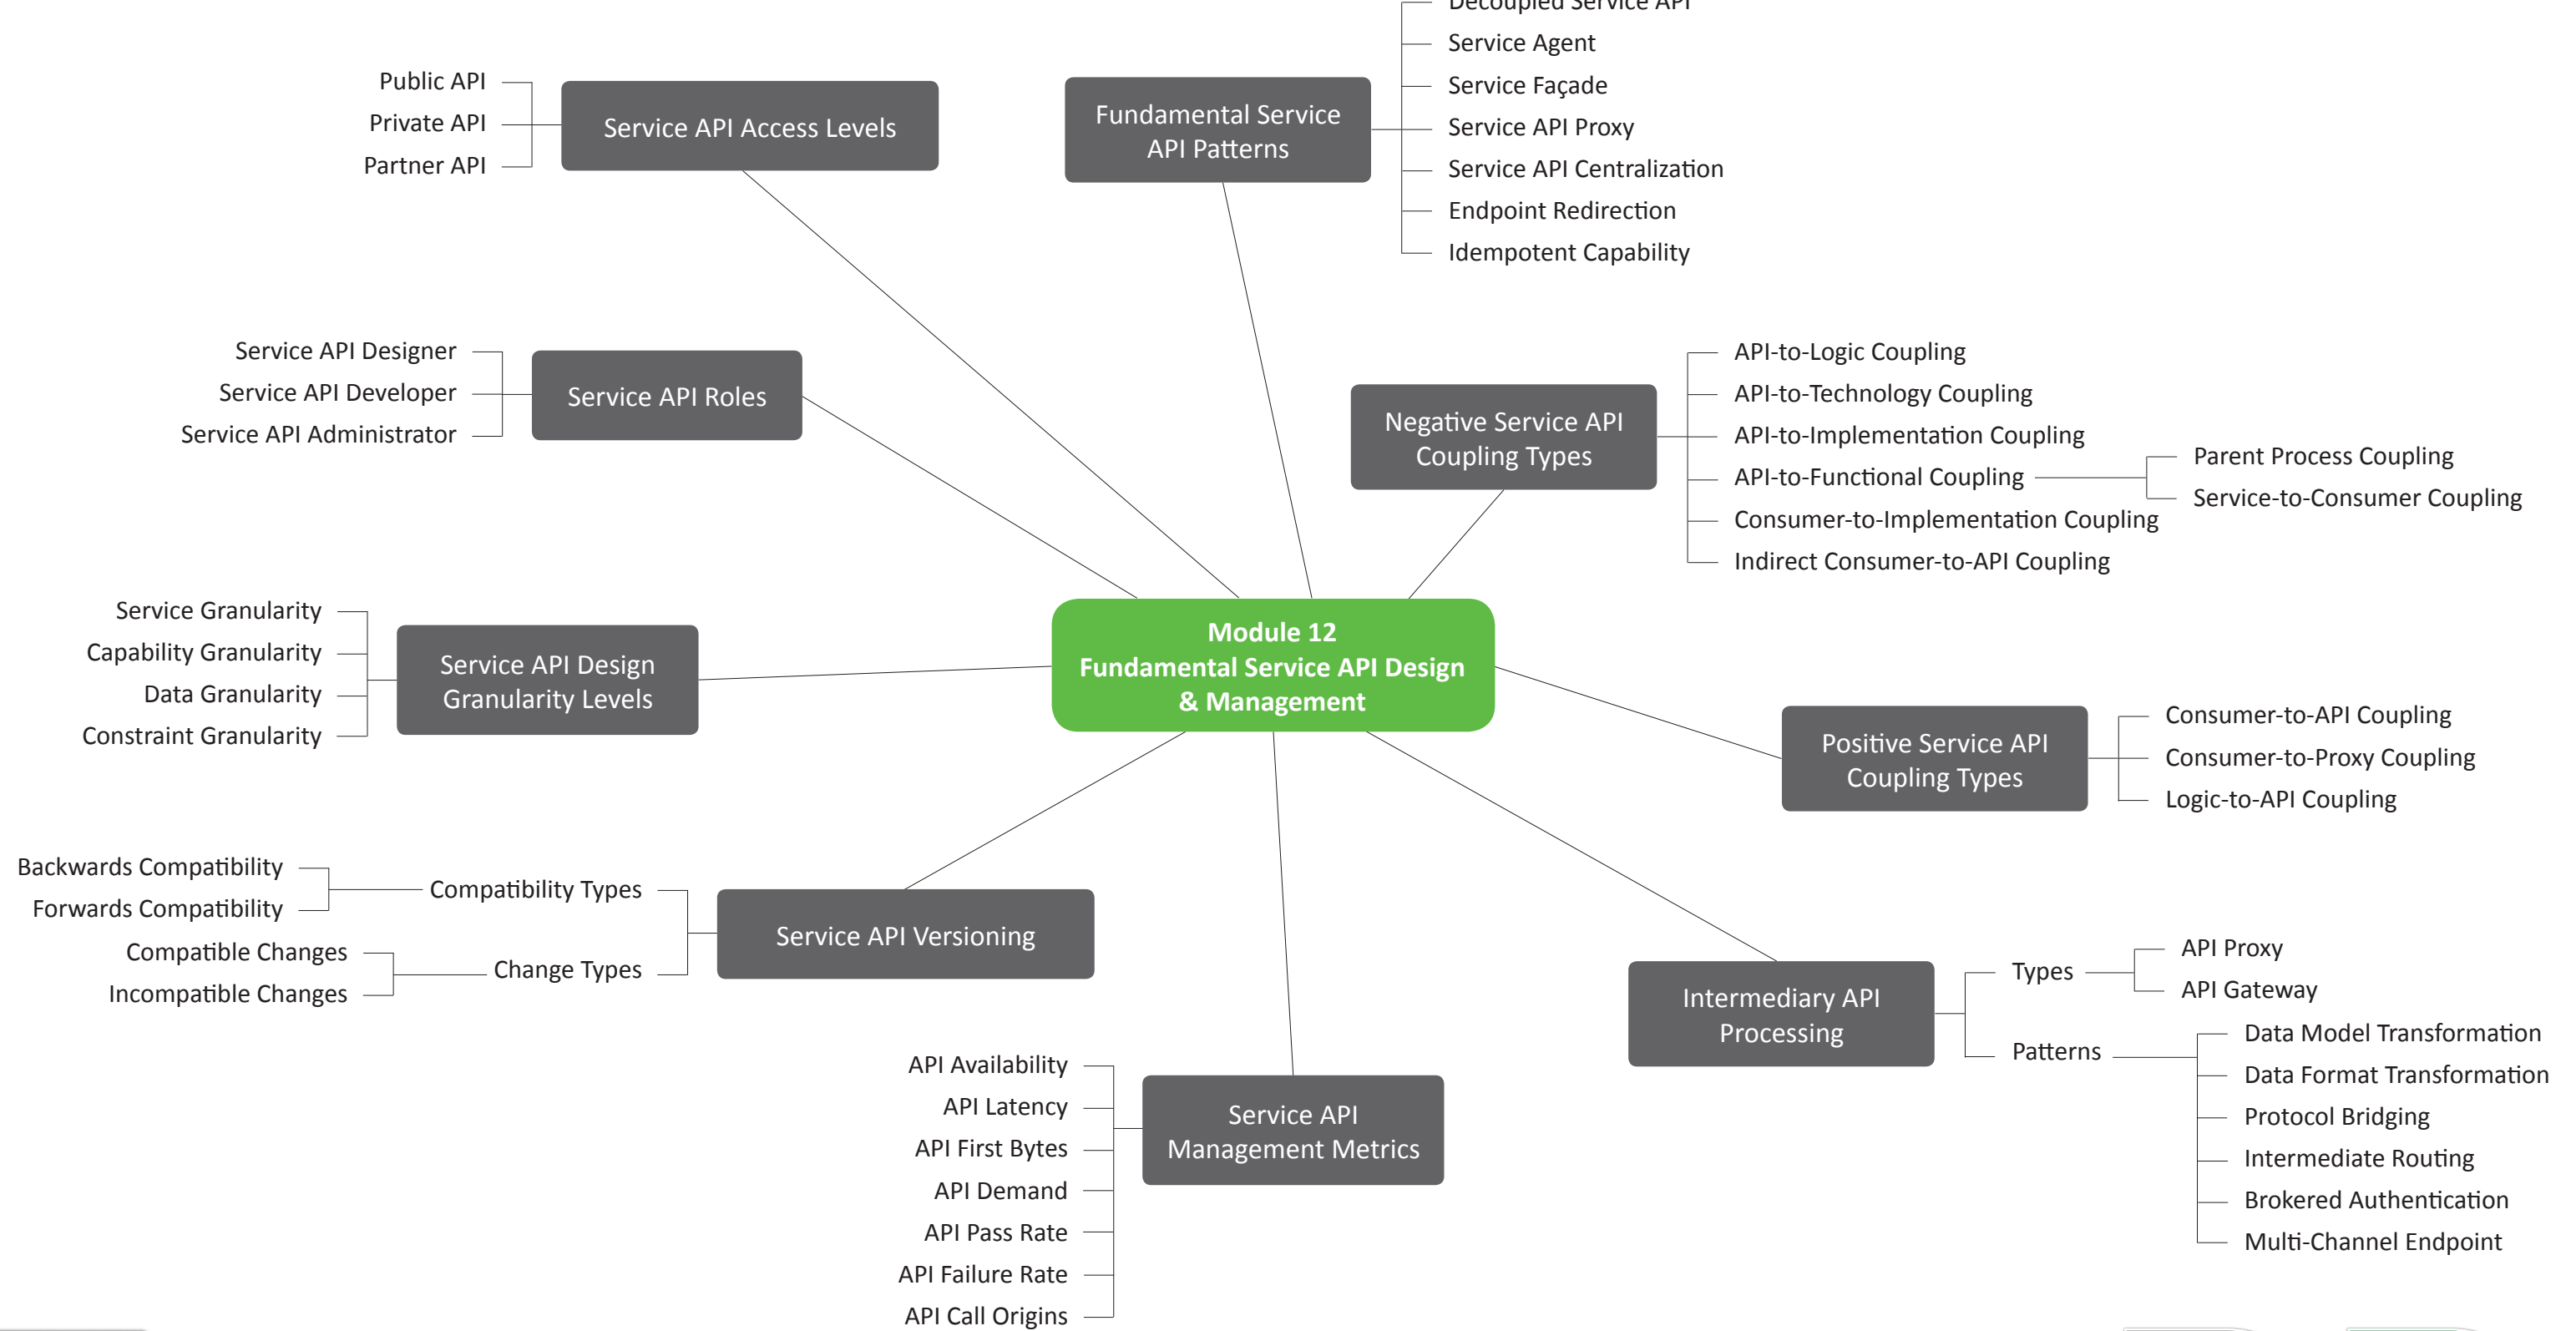 Decoupled Service API
Service Agent
Service Façade
Service API Proxy
Service API Centralization
Endpoint Redirection
Idempotent Capability
Fundamental Service
API Patterns
Public API
Private API
Partner API
Service API Access Levels
Service API Designer
Service API Developer
Service API Administrator
Service API Roles
Negative Service API
Coupling Types
API-to-Logic Coupling
API-to-Technology Coupling
API-to-Implementation Coupling
API-to-Functional Coupling
Consumer-to-Implementation Coupling
Indirect Consumer-to-API Coupling
Parent Process Coupling
Service-to-Consumer Coupling
Service Granularity
Capability Granularity
Data Granularity
Constraint Granularity
Service API Design
Granularity Levels
Module 12
Fundamental Service API Design
& Management
Positive Service API
Coupling Types
Consumer-to-API Coupling
Consumer-to-Proxy Coupling
Logic-to-API Coupling
Backwards Compatibility
Forwards Compatibility
Compatibility Types
Compatible Changes
Incompatible Changes
Change Types
Service API Versioning
Intermediary API
Processing
Types
API Proxy
API Gateway
Patterns
Data Model Transformation
Data Format Transformation
Protocol Bridging
Intermediate Routing
Brokered Authentication
Multi-Channel Endpoint
API Availability
API Latency
API First Bytes
API Demand
API Pass Rate
API Failure Rate
API Call Origins
Service API
Management Metrics